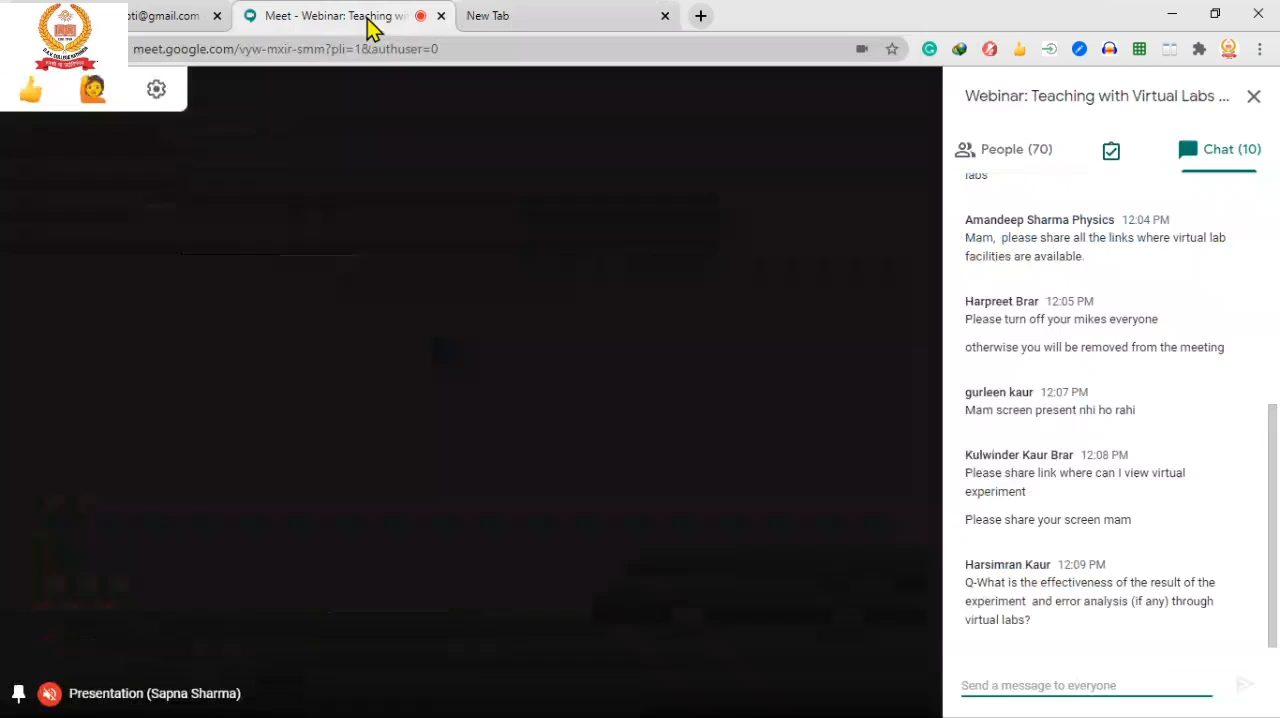 oti@gmail.com
Meet - Webinar: Teaching wi
New Tab
meet.google.com/vyw-mxir-smm?pli=1&authuser=0
Webinar: Teaching with Virtual Labs ...
People (70)
Chat (10)
labs
Amandeep Sharma Physics 12:04 PM
Mam, please share all the links where virtual lab
facilities are available.
Harpreet Brar 12:05 PM
Please turn off your mikes everyone
otherwise you will be removed from the meeting
gurleen kaur 12:07 PM
Mam screen present nhi ho rahi
Kulwinder Kaur Brar 12:08 PM
Please share link where can I view virtual
experiment
Please share your screen mam
Harsimran Kaur 12:09 PM
Q-What is the effectiveness of the result of the
experiment and error analysis (if any) through
virtual labs?
Presentation (Sapna Sharma)
Send a message to everyone